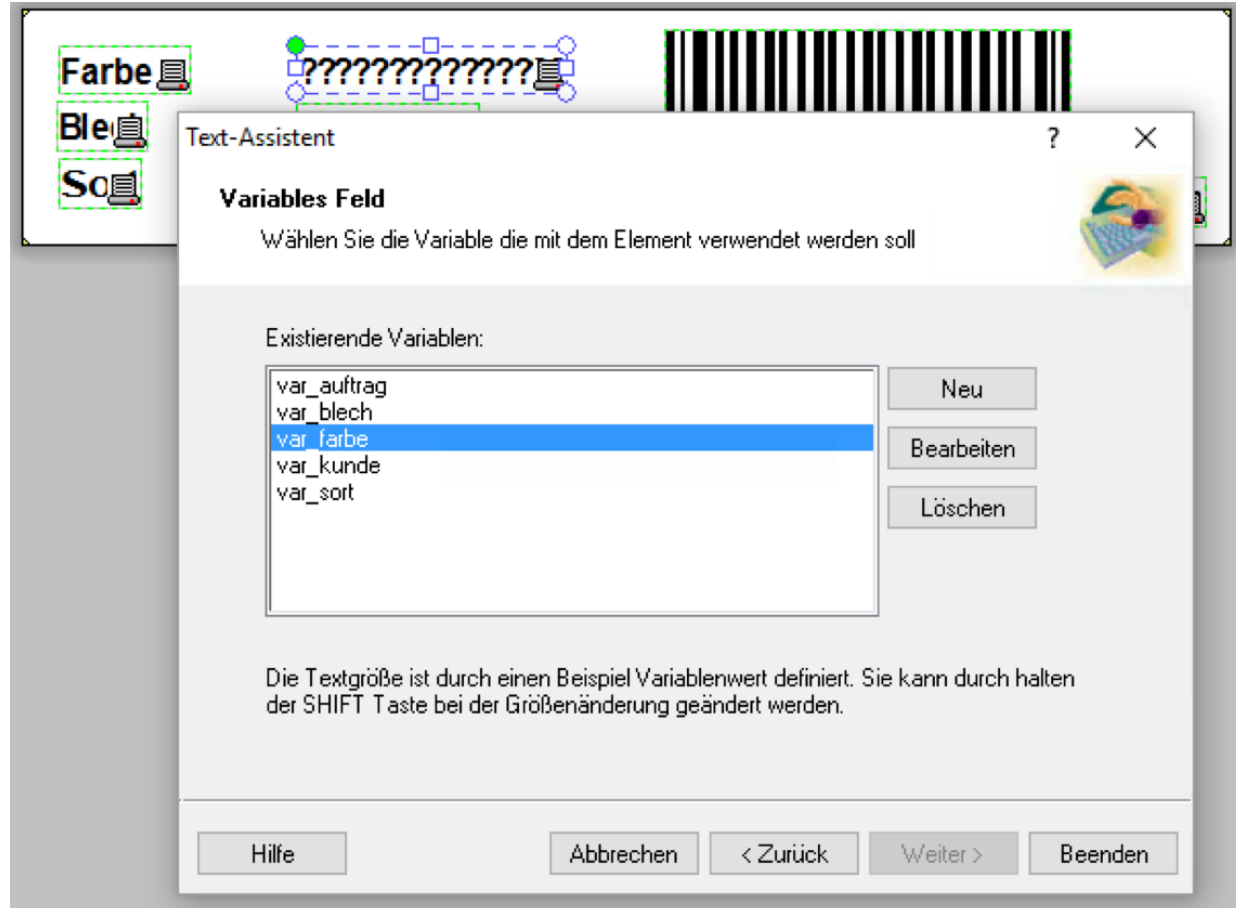 Farbe
?????????????
Ble
So
Text-Assistent
?
Variables Feld
Wählen Sie die Variable die mit dem Element verwendet werden soll
Existierende Variablen:
var_auftrag
var_blech
var_farbe
var_kunde
var_sort
Neu
Bearbeiten
Löschen
Die Textgröße ist durch einen Beispiel Variablenwert definiert. Sie kann durch halten
der SHIFT Taste bei der Größenänderung geändert werden.
Hilfe
Abbrechen
< Zurück
Weiter >
Beenden